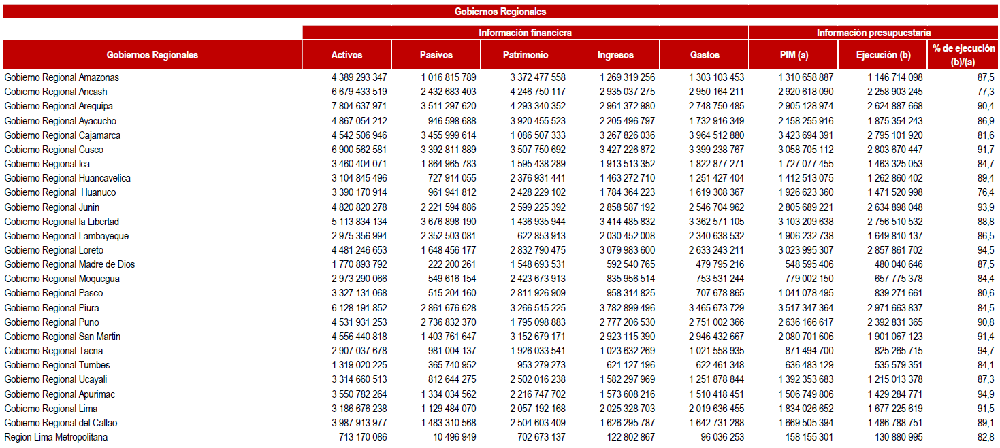 Gobiernos Regionales
Información financiera Información presupuestaria
Gobiernos Regionales Activos Pasivos Patrimonio Ingresos Gastos PIM (a) Ejecución (b) % de ejecución (b)/(a)
Gobierno Regional Amazonas 4 389 293 347 1 016 815 789 3 372 477 558 1 269 319 256 1 303 103 453 1 310 658 887 1 146 714 098 87,5
Gobierno Regional Ancash 6 679 433 519 2 432 683 403 4 246 750 117 2 935 037 275 2 950 164 211 2 920 618 090 2 258 903 245 77,3
Gobierno Regional Arequipa 7 804 637 971 3 511 297 620 4 293 340 352 2 961 372 980 2 748 750 485 2 905 128 974 2 624 887 668 90,4
Gobierno Regional Ayacucho 4 867 054 212 946 598 688 3 920 455 523 2 205 496 797 1 732 916 349 2 158 255 916 1 875 354 243 86,9
Gobierno Regional Cajamarca 4 542 506 946 3 455 999 614 1 086 507 333 3 267 826 036 3 964 512 880 3 423 694 391 2 795 101 920 81,6
Gobierno Regional Cusco 6 900 562 581 3 392 811 889 3 507 750 692 3 427 226 872 3 399 238 767 3 058 705 112 2 803 670 447 91,7
Gobierno Regional Ica 3 460 404 071 1 864 965 783 1 595 438 289 1 913 513 352 1 822 877 271 1 727 077 455 1 463 325 053 84,7
Gobierno Regional Huancavelica 3 104 845 496 727 914 055 2 376 931 441 1 463 272 710 1 251 427 404 1 412 513 075 1 262 860 402 89,4
Gobierno Regional Huanuco 3 390 170 914 961 941 812 2 428 229 102 1 784 364 223 1 619 308 367 1 926 623 360 1 471 520 998 76,4
Gobierno Regional Junin 4 820 820 278 2 221 594 886 2 599 225 392 2 858 587 192 2 546 704 962 2 805 689 221 2 634 898 048 93,9
Gobierno Regional la Libertad 5 113 834 134 3 676 898 190 1 436 935 944 3 414 485 832 3 362 571 105 3 103 209 638 2 756 510 532 88,8
Gobierno Regional Lambayeque 2 975 356 994 2 352 503 081 622 853 913 2 030 452 008 2 340 638 532 1 906 232 738 1 649 810 137 86,5
Gobierno Regional Loreto 4 481 246 653 1 648 456 177 2 832 790 475 3 079 983 600 2 633 243 211 3 023 995 307 2 857 861 702 94,5
Gobierno Regional Madre de Dios 1 770 893 792 222 200 261 1 548 693 531 592 540 765 479 795 216 548 595 406 480 040 646 87,5
Gobierno Regional Moquegua 2 973 290 066 549 616 154 2 423 673 913 835 956 514 753 531 244 779 002 150 657 775 378 84,4
Gobierno Regional Pasco 3 327 131 068 515 204 160 2 811 926 909 958 314 825 707 678 865 1 041 078 495 839 271 661 80,6
Gobierno Regional Piura 6 128 191 852 2 861 676 628 3 266 515 225 3 782 899 496 3 465 673 729 3 517 347 364 2 971 663 837 84,5
Gobierno Regional Puno 4 531 931 253 2 736 832 370 1 795 098 883 2 777 206 530 2 751 002 366 2 636 166 617 2 392 831 365 90,8
Gobierno Regional San Martin 4 556 440 818 1 403 761 647 3 152 679 171 2 923 115 390 2 946 432 667 2 080 701 606 1 901 067 123 91,4
Gobierno Regional Tacna 2 907 037 678 981 004 137 1 926 033 541 1 023 632 269 1 021 558 935 871 494 700 825 265 715 94,7
Gobierno Regional Tumbes 1 319 020 225 365 740 952 953 279 273 621 127 196 622 461 348 636 483 129 535 579 351 84,1
Gobierno Regional Ucayali 3 314 660 513 812 644 275 2 502 016 238 1 582 297 969 1 251 878 844 1 392 353 683 1 215 013 378 87,3
Gobierno Regional Apurimac 3 550 782 264 1 334 034 562 2 216 747 702 1 573 608 216 1 510 418 451 1 506 749 806 1 429 284 771 94,9
Gobierno Regional Lima 3 186 676 238 1 129 484 070 2 057 192 168 2 025 328 703 2 019 636 455 1 834 026 652 1 677 225 619 91,5
Gobierno Regional del Callao 3 987 913 977 1 483 310 568 2 504 603 409 1 626 295 787 1 642 731 288 1 669 505 394 1 486 788 751 89,1
Region Lima Metropolitana 713 170 086 10 496 949 702 673 137 122 802 867 96 036 253 158 155 301 130 880 995 82,8